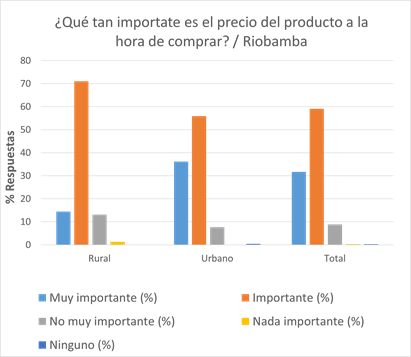 ¿Qué tan importate es el precio del producto a la
hora de comprar? / Riobamba
% Respuestas
80
70
60
50
40
30
20
10
0
Rural
Urbano
Total
Muy importante (%)
Importante (%)
No muy importante (%)
Nada importante (%)
Ninguno (%)